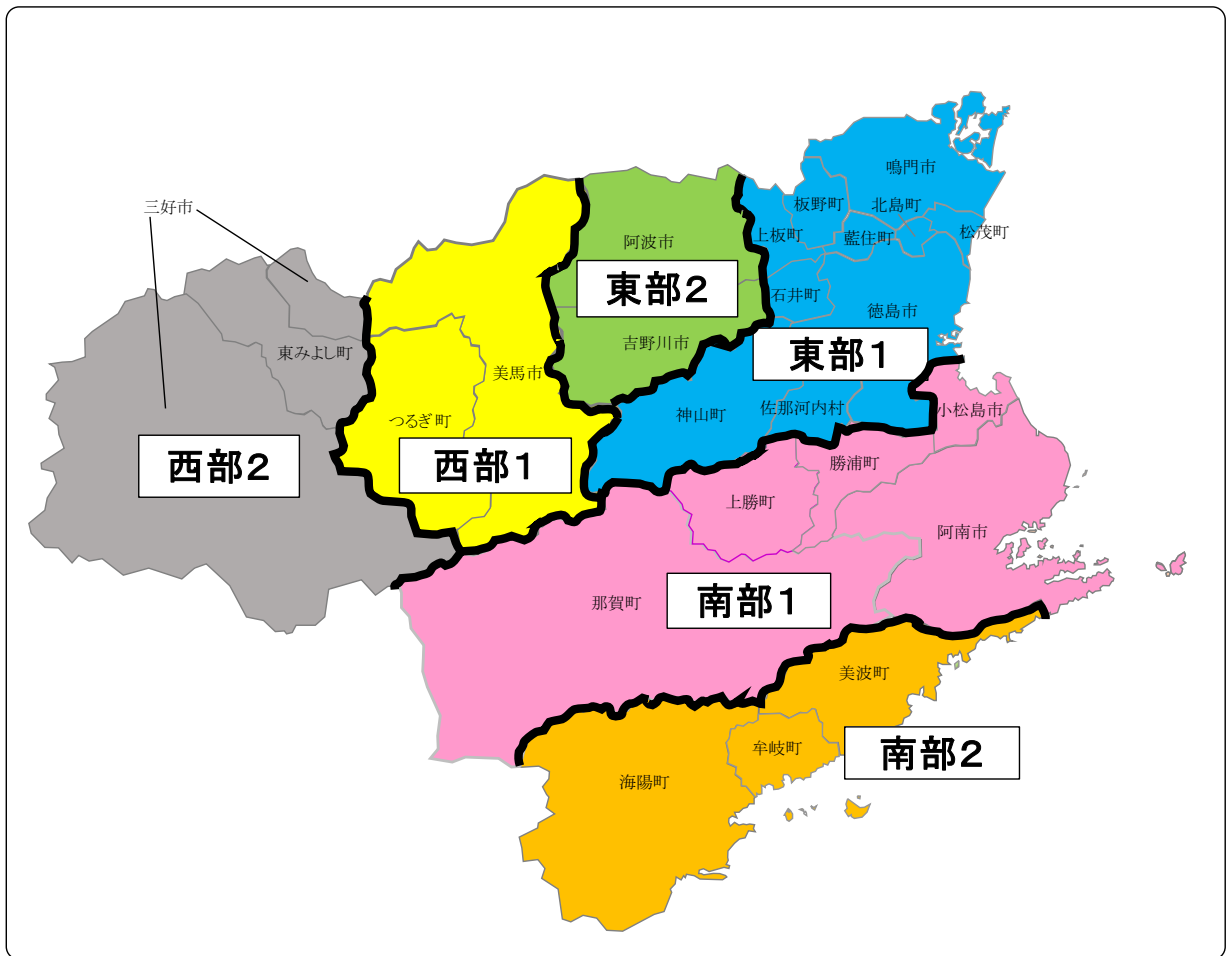 鳴門市
板野町
北島町
三好市
上板町
藍住町
松茂町
阿波市
東部2
石井町
徳島市
吉野川市
東部1
東みよし町
美馬市
神山町
佐那河内村
小松島市
つるぎ町
西部2
西部1
勝浦町
上勝町
阿南市
那賀町
南部1
美波町
牟岐町
南部2
海陽町